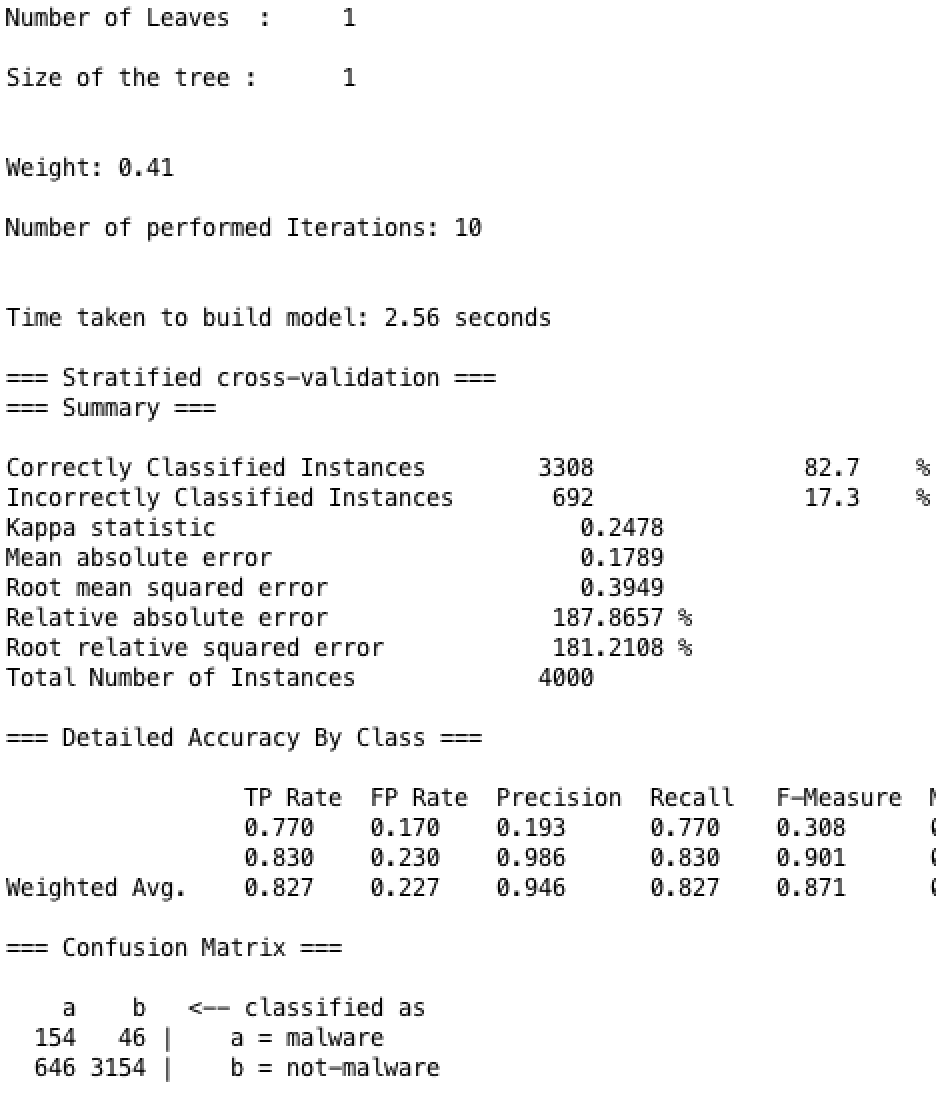 Number of Leaves  :     1
Size of the tree :      1
Weight: 0.41
Number of performed Iterations: 10
Time taken to build model: 2.56 seconds
=== Stratified cross-validation ===
=== Summary ===
Correctly Classified Instances        3308               82.7    %
Incorrectly Classified Instances       692               17.3    %
Kappa statistic                          0.2478
Mean absolute error                      0.1789
Root mean squared error                  0.3949
Relative absolute error                187.8657 %
Root relative squared error            181.2108 %
Total Number of Instances             4000
=== Detailed Accuracy By Class ===
                 TP Rate  FP Rate  Precision  Recall   F-Measure
                 0.770    0.170    0.193      0.770    0.308
                 0.830    0.230    0.986      0.830    0.901
Weighted Avg.    0.827    0.227    0.946      0.827    0.871
=== Confusion Matrix ===
    a    b   <-- classified as
  154   46 |    a = malware
  646 3154 |    b = not-malware